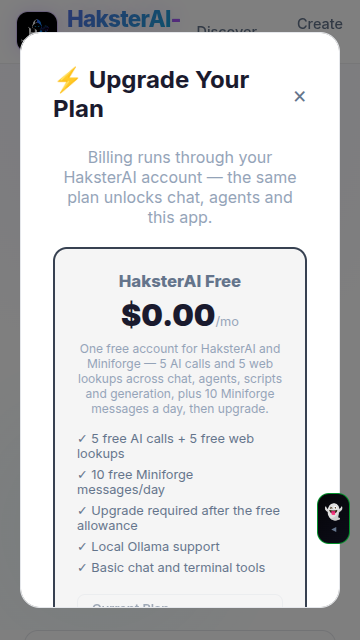 HaksterAI-
Discover
Create
⚡ Upgrade Your
Plan
×
Billing runs through your
HaksterAI account — the same
plan unlocks chat, agents and
this app.
HaksterAI Free
$0.00/mo
One free account for HaksterAI and
Miniforge — 5 AI calls and 5 web
lookups across chat, agents, scripts
and generation, plus 10 Miniforge
messages a day, then upgrade.
✓ 5 free AI calls + 5 free web
lookups
✓ 10 free Miniforge
messages/day
✓ Upgrade required after the free
allowance
✓ Local Ollama support
✓ Basic chat and terminal tools
Current Plan